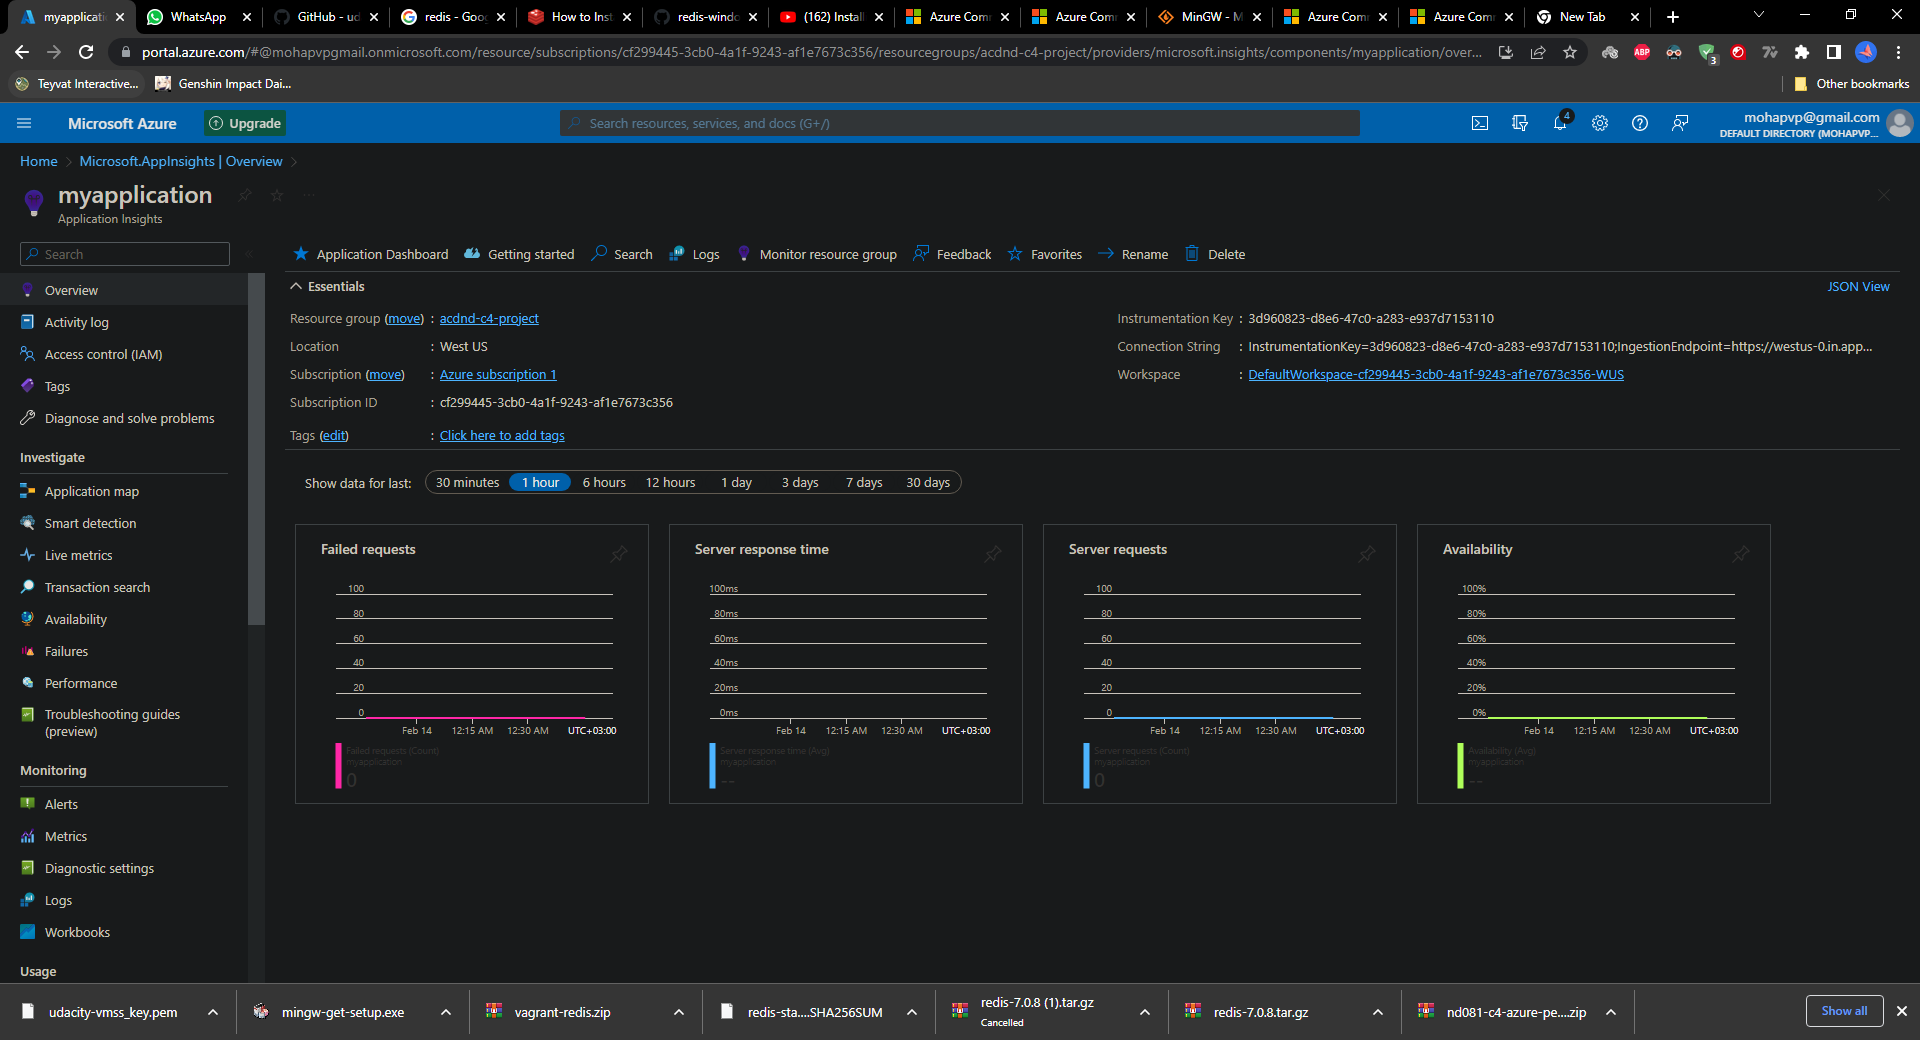 myapplicati
WhatsApp
GitHub - ud
redis - Goo
How to Inst
redis-windo
(162) Install
Azure Com
Azure Com
MinGW - M
Azure Com
Azure Com
New Tab
portal.azure.com/#@mohapvpgmail.onmicrosoft.com/resource/subscriptions/cf299445-3cb0-4a1f-9243-af1e7673c356/resourcegroups/acdnd-c4-project/providers/microsoft.insights/components/myapplication/over...
ABP
3
Teyvat Interactive...
Genshin Impact Dai...
Other bookmarks
Microsoft Azure
Upgrade
Search resources, services, and docs (G+/)
4
mohapvp@gmail.com
DEFAULT DIRECTORY (MOHAPVP...
Home > Microsoft.AppInsights | Overview >
myapplication
Application Insights
Search
Overview
Activity log
Access control (IAM)
Tags
Diagnose and solve problems
Investigate
Application map
Smart detection
Live metrics
Transaction search
Availability
Failures
Performance
Troubleshooting guides
(preview)
Monitoring
Alerts
Metrics
Diagnostic settings
Logs
Workbooks
Usage
Application Dashboard
Getting started
Search
Logs
Monitor resource group
Feedback
Favorites
Rename
Delete
Essentials
JSON View
Resource group (move) : acdnd-c4-project
Location : West US
Subscription (move) : Azure subscription 1
Subscription ID : cf299445-3cb0-4a1f-9243-af1e7673c356
Tags (edit) : Click here to add tags
Instrumentation Key : 3d960823-d8e6-47c0-a283-e937d7153110
Connection String : InstrumentationKey=3d960823-d8e6-47c0-a283-e937d7153110;IngestionEndpoint=https://westus-0.in.app...
Workspace : DefaultWorkspace-cf299445-3cb0-4a1f-9243-af1e7673c356-WUS
Show data for last:
30 minutes
1 hour
6 hours
12 hours
1 day
3 days
7 days
30 days
Failed requests
100
80
60
40
20
0
Feb 14 12:15 AM 12:30 AM UTC+03:00
Failed requests (Count)
myapplication
0
Server response time
100ms
80ms
60ms
40ms
20ms
0ms
Feb 14 12:15 AM 12:30 AM UTC+03:00
Server response time (Avg)
myapplication
--
Server requests
100
80
60
40
20
0
Feb 14 12:15 AM 12:30 AM UTC+03:00
Server requests (Count)
myapplication
0
Availability
100%
80%
60%
40%
20%
0%
Feb 14 12:15 AM 12:30 AM UTC+03:00
Availability (Avg)
myapplication
--
udacity-vmss_key.pem
mingw-get-setup.exe
vagrant-redis.zip
redis-sta....SHA256SUM
redis-7.0.8 (1).tar.gz
Cancelled
redis-7.0.8.tar.gz
nd081-c4-azure-pe....zip
Show all